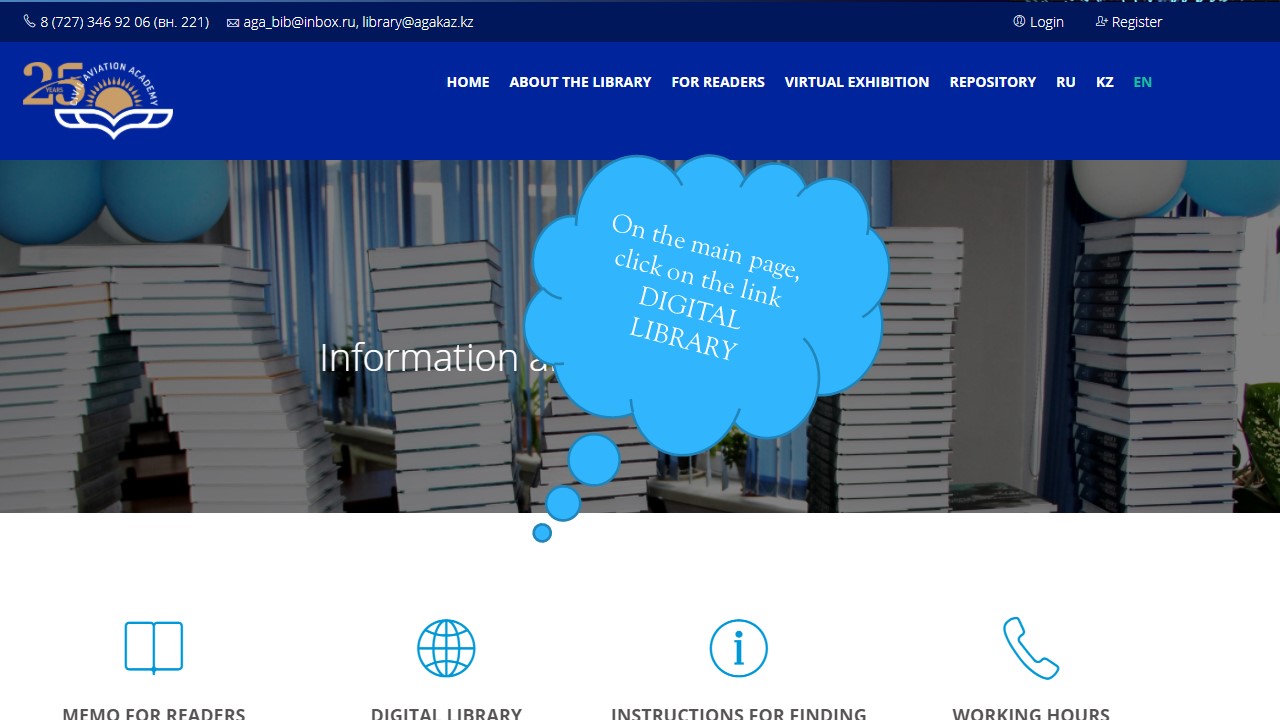 8 (727) 346 92 06 (вн. 221) aga_bib@inbox.ru, library@agakaz.kz Login Register
25 YEARS CIVIL AVIATION ACADEMY
HOME ABOUT THE LIBRARY FOR READERS VIRTUAL EXHIBITION REPOSITORY RU KZ EN
On the main page,
click on the link
DIGITAL
LIBRARY
Information
MEMO FOR READERS DIGITAL LIBRARY INSTRUCTIONS FOR FINDING WORKING HOURS